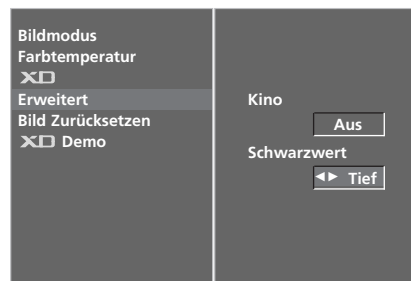 Bildmodus
Farbtemperatur
XD
Erweitert
Bild Zurücksetzen
XD Demo
Kino
Aus
Schwarzwert
◄► Tief